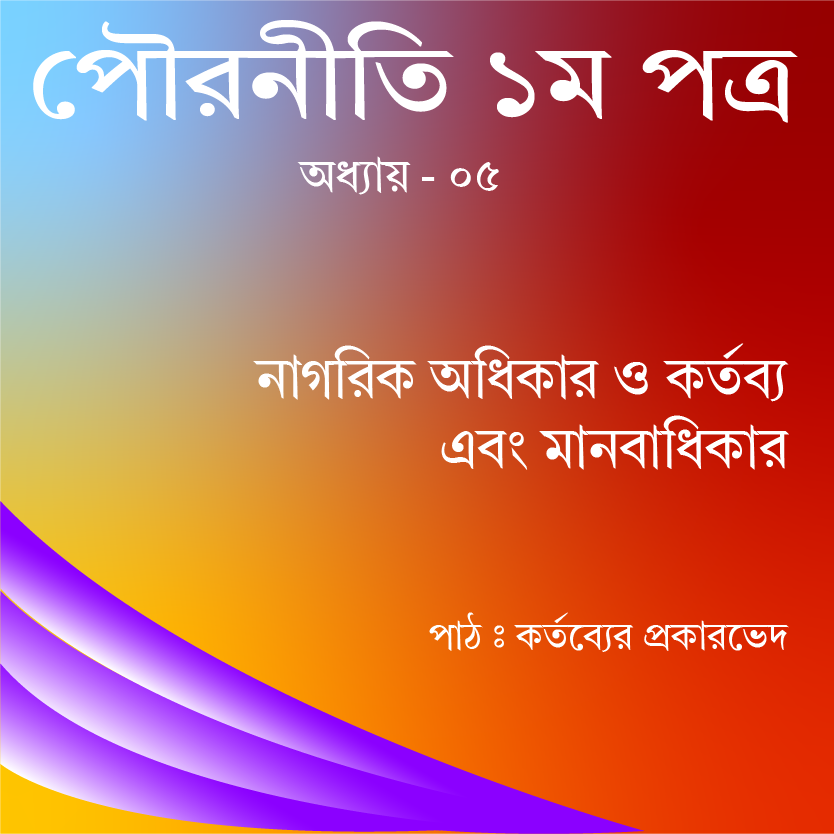 পৌরনীতি ১ম পত্র
অধ্যায় - ০৫
নাগরিক অধিকার ও কর্তব্য
এবং মানবাধিকার
পাঠ ঃ কর্তব্যের প্রকারভেদ